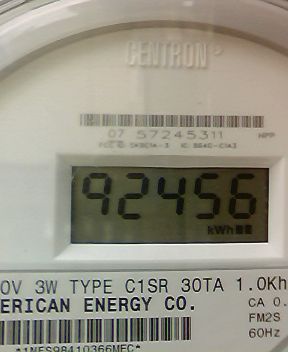 CENTRON®
07 57245311 NPP
92456
kWh
0V 3W TYPE C1SR 30TA 1.0Kh
ERICAN ENERGY CO.
CA 0.
FM2S
60Hz